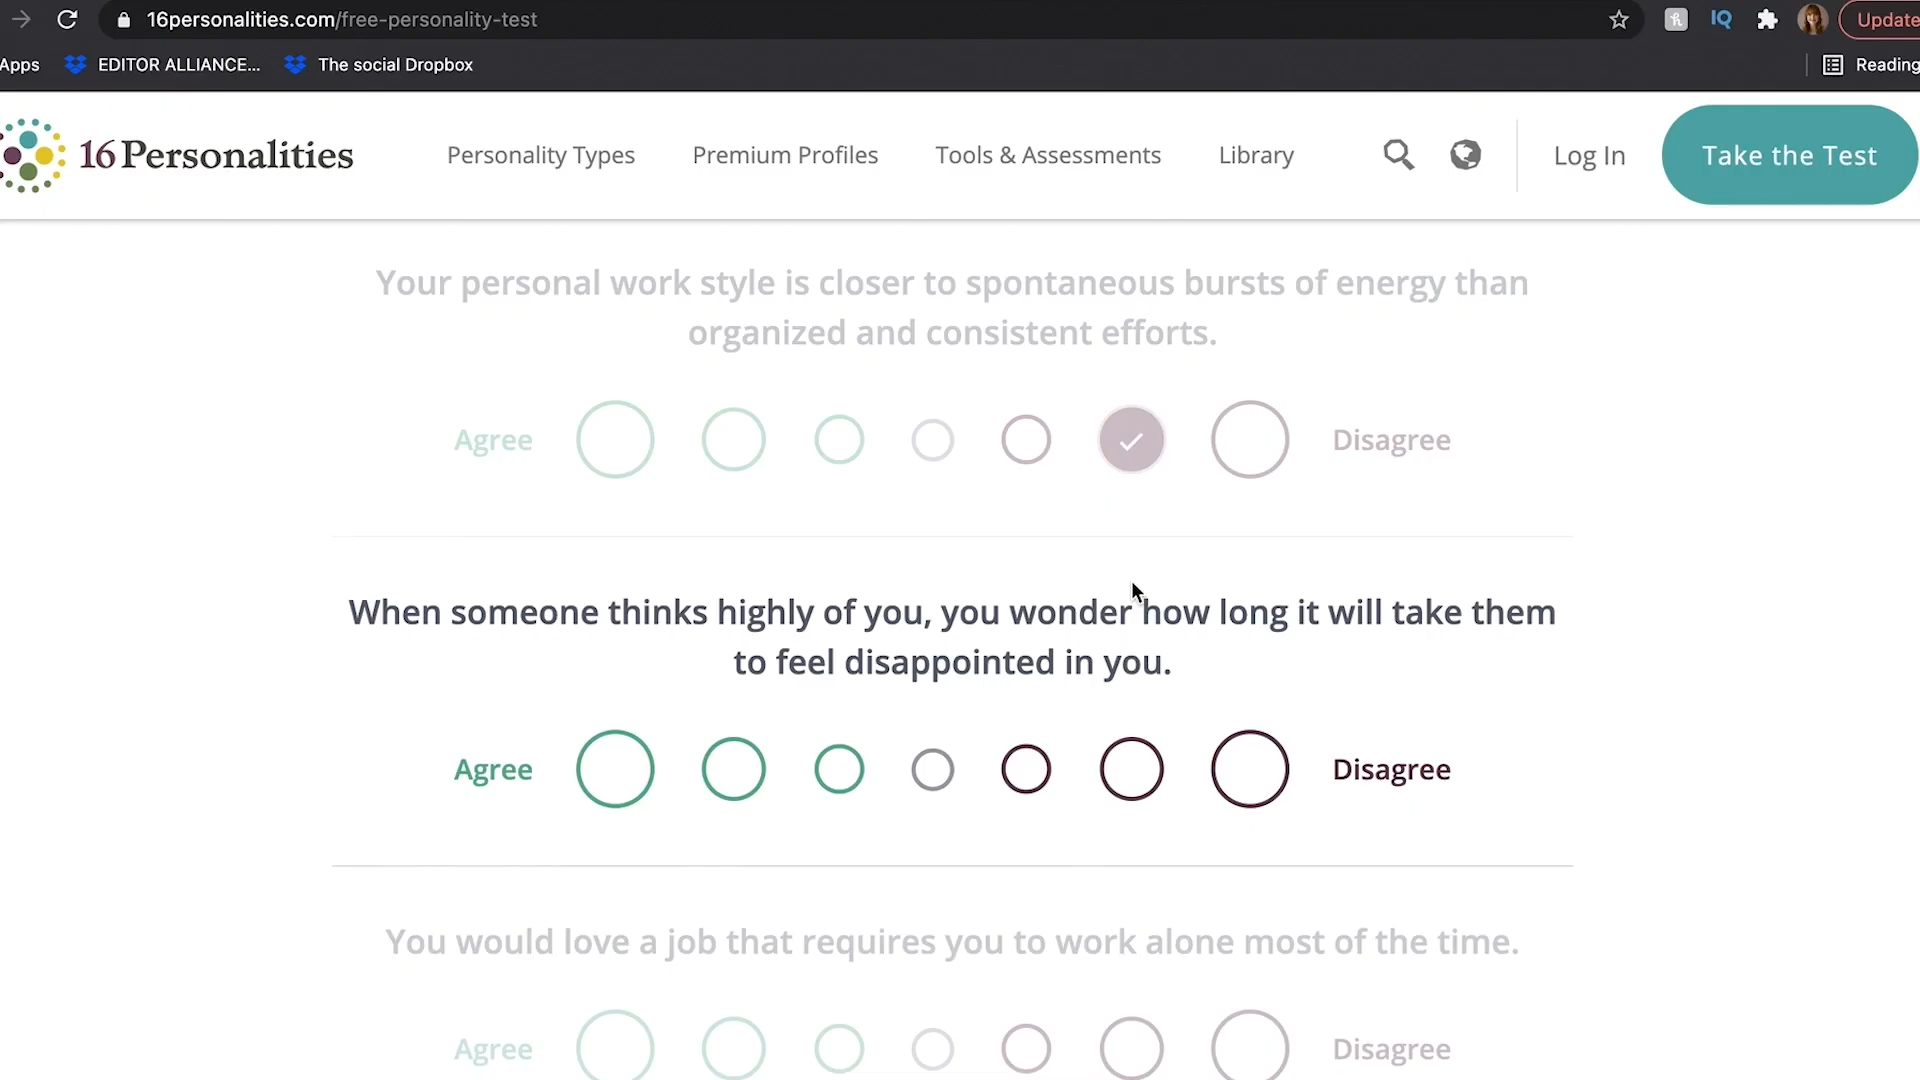 16personalities.com/free-personality-test
Update
Apps
EDITOR ALLIANCE...
The social Dropbox
Reading
16Personalities
Personality Types
Premium Profiles
Tools & Assessments
Library
Log In
Take the Test
Your personal work style is closer to spontaneous bursts of energy than
organized and consistent efforts.
Agree
Disagree
When someone thinks highly of you, you wonder how long it will take them
to feel disappointed in you.
Agree
Disagree
You would love a job that requires you to work alone most of the time.
Agree
Disagree
IQ